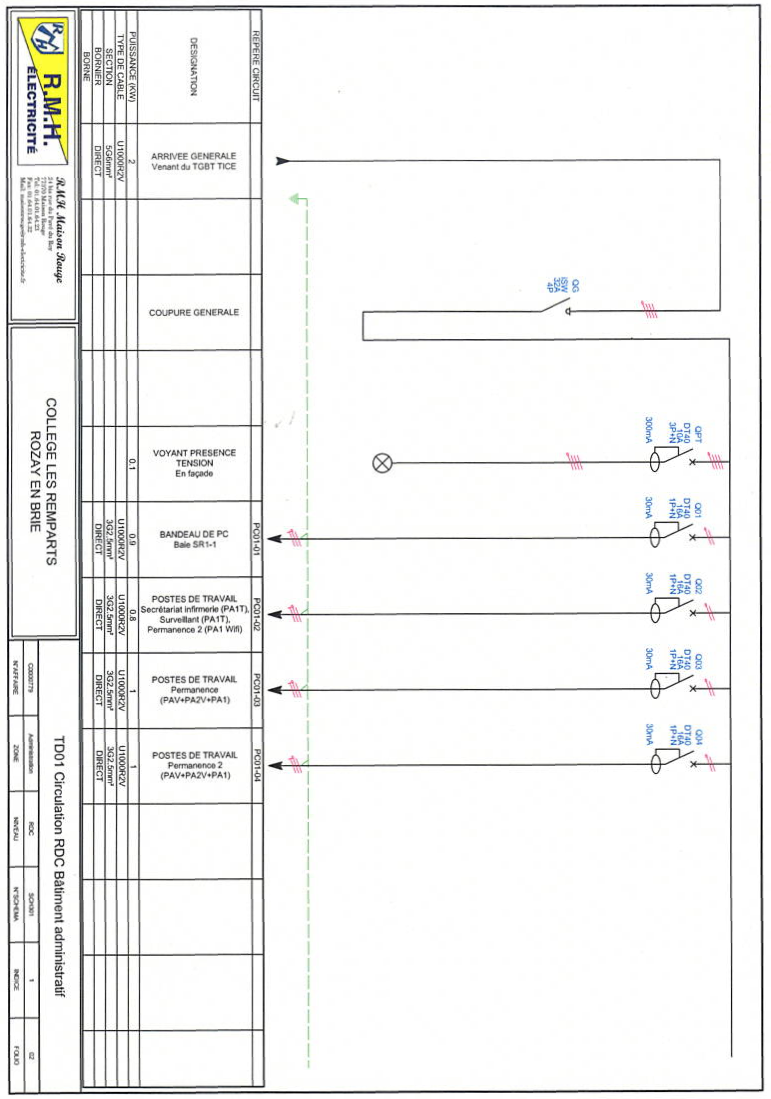 QG
iSW
32A
4P
QPT
DT40
10A
3P+N
300mA
Q01
DT40
16A
1P+N
30mA
Q02
DT40
16A
1P+N
30mA
Q03
DT40
16A
1P+N
30mA
Q04
DT40
16A
1P+N
30mA
REPERE CIRCUIT
PC01-01
PC01-02
PC01-03
PC01-04
DESIGNATION
ARRIVEE GENERALE
Venant du TGBT TICE
COUPURE GENERALE
VOYANT PRESENCE
TENSION
En façade
BANDEAU DE PC
Baie SR1-1
POSTES DE TRAVAIL
Secrétariat infirmerie (PA1T),
Surveillant (PA1T),
Permanence 2 (PA1 Wifi)
POSTES DE TRAVAIL
Permanence
(PAV+PA2V+PA1)
POSTES DE TRAVAIL
Permanence 2
(PAV+PA2V+PA1)
PUISSANCE (KW)
2
0.1
0.9
0.8
1
1
TYPE DE CABLE
U1000R2V
U1000R2V
U1000R2V
U1000R2V
U1000R2V
SECTION
5G6mm²
3G2.5mm²
3G2.5mm²
3G2.5mm²
3G2.5mm²
BORNIER
DIRECT
DIRECT
DIRECT
DIRECT
DIRECT
BORNE
RMH
R.M.H.
ÉLECTRICITÉ
RMH Maison Rouge
77370 Maison Rouge
COLLEGE LES REMPARTS
ROZAY EN BRIE
TD01 Circulation RDC Bâtiment administratif
C0000779
Administration
RDC
SCH301
1
02
N°AFFAIRE
ZONE
NIVEAU
N°SCHEMA
INDICE
FOLIO